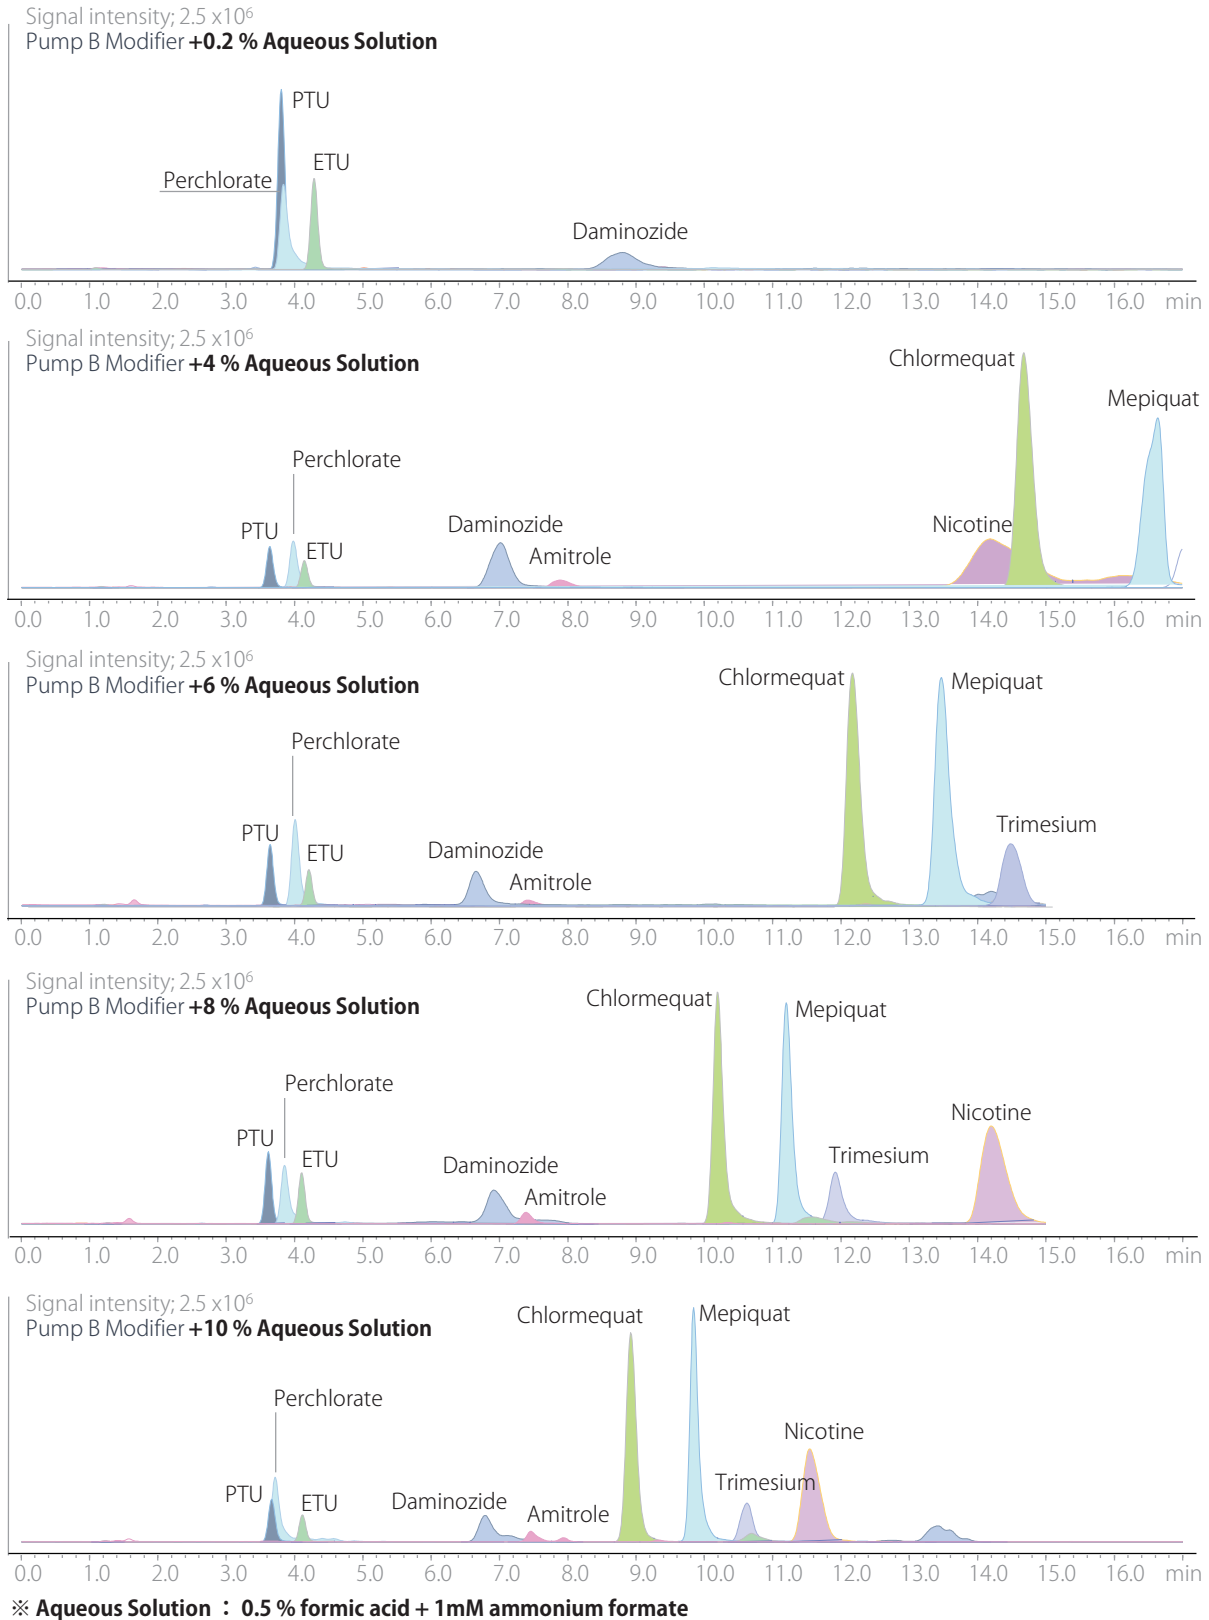 Signal intensity; 2.5 x10⁶
Pump B Modifier +0.2 % Aqueous Solution
PTU
ETU
Perchlorate
Daminozide
0.0 1.0 2.0 3.0 4.0 5.0 6.0 7.0 8.0 9.0 10.0 11.0 12.0 13.0 14.0 15.0 16.0 min
Signal intensity; 2.5 x10⁶
Pump B Modifier +4 % Aqueous Solution
Chlormequat
Mepiquat
Perchlorate
PTU
ETU
Daminozide
Amitrole
Nicotine
0.0 1.0 2.0 3.0 4.0 5.0 6.0 7.0 8.0 9.0 10.0 11.0 12.0 13.0 14.0 15.0 16.0 min
Signal intensity; 2.5 x10⁶
Pump B Modifier +6 % Aqueous Solution
Chlormequat
Mepiquat
Perchlorate
PTU
ETU
Daminozide
Amitrole
Trimesium
0.0 1.0 2.0 3.0 4.0 5.0 6.0 7.0 8.0 9.0 10.0 11.0 12.0 13.0 14.0 15.0 16.0 min
Signal intensity; 2.5 x10⁶
Pump B Modifier +8 % Aqueous Solution
Chlormequat
Mepiquat
Perchlorate
PTU
ETU
Daminozide
Amitrole
Trimesium
Nicotine
0.0 1.0 2.0 3.0 4.0 5.0 6.0 7.0 8.0 9.0 10.0 11.0 12.0 13.0 14.0 15.0 16.0 min
Signal intensity; 2.5 x10⁶
Pump B Modifier +10 % Aqueous Solution
Chlormequat
Mepiquat
Perchlorate
PTU
ETU
Daminozide
Amitrole
Trimesium
Nicotine
0.0 1.0 2.0 3.0 4.0 5.0 6.0 7.0 8.0 9.0 10.0 11.0 12.0 13.0 14.0 15.0 16.0 min
※ Aqueous Solution : 0.5 % formic acid + 1mM ammonium formate